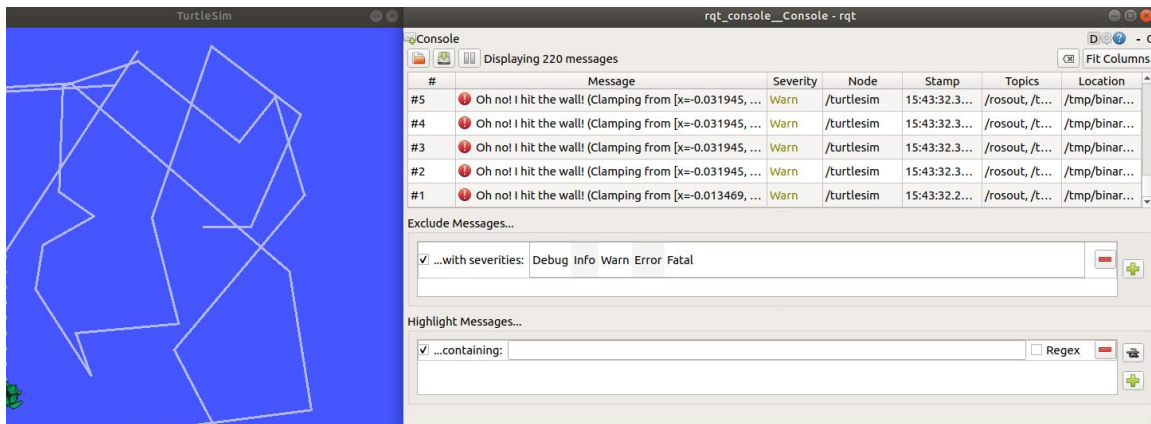 TurtleSim
rqt_console__Console - rqt
Console
D - C
Displaying 220 messages Fit Columns
# Message Severity Node Stamp Topics Location
#5 Oh no! I hit the wall! (Clamping from [x=-0.031945, ... Warn /turtlesim 15:43:32.3... /rosout, /t... /tmp/binar...
#4 Oh no! I hit the wall! (Clamping from [x=-0.031945, ... Warn /turtlesim 15:43:32.3... /rosout, /t... /tmp/binar...
#3 Oh no! I hit the wall! (Clamping from [x=-0.031945, ... Warn /turtlesim 15:43:32.3... /rosout, /t... /tmp/binar...
#2 Oh no! I hit the wall! (Clamping from [x=-0.031945, ... Warn /turtlesim 15:43:32.3... /rosout, /t... /tmp/binar...
#1 Oh no! I hit the wall! (Clamping from [x=-0.013469, ... Warn /turtlesim 15:43:32.2... /rosout, /t... /tmp/binar...
Exclude Messages...
...with severities: Debug Info Warn Error Fatal
Highlight Messages...
...containing: Regex